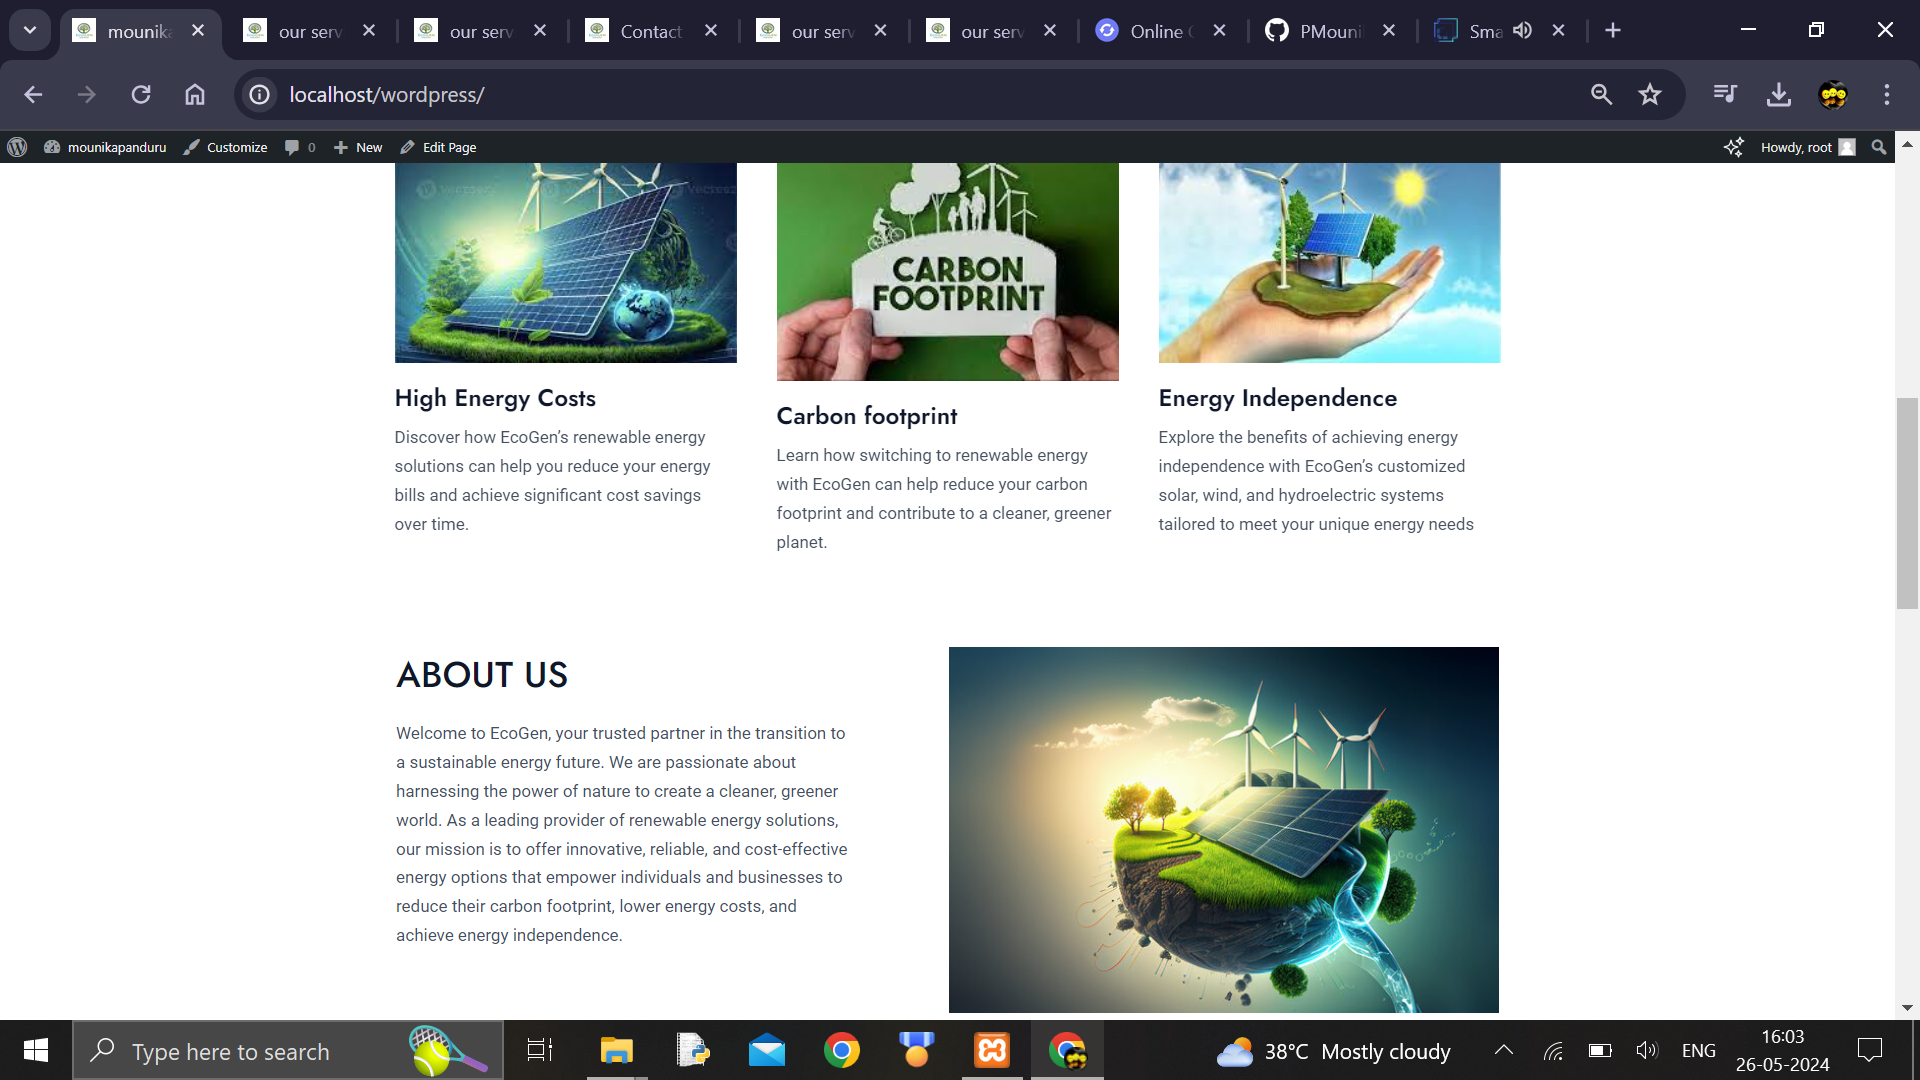 mounika
our serv
our serv
Contact
our serv
our serv
Online
PMouni
Sma
localhost/wordpress/
mounikapanduru
Customize
0
New
Edit Page
Howdy, root
CARBON
FOOTPRINT
High Energy Costs
Discover how EcoGen’s renewable energy
solutions can help you reduce your energy
bills and achieve significant cost savings
over time.
Carbon footprint
Learn how switching to renewable energy
with EcoGen can help reduce your carbon
footprint and contribute to a cleaner, greener
planet.
Energy Independence
Explore the benefits of achieving energy
independence with EcoGen’s customized
solar, wind, and hydroelectric systems
tailored to meet your unique energy needs
ABOUT US
Welcome to EcoGen, your trusted partner in the transition to
a sustainable energy future. We are passionate about
harnessing the power of nature to create a cleaner, greener
world. As a leading provider of renewable energy solutions,
our mission is to offer innovative, reliable, and cost-effective
energy options that empower individuals and businesses to
reduce their carbon footprint, lower energy costs, and
achieve energy independence.
Type here to search
38°C Mostly cloudy
ENG
16:03
26-05-2024